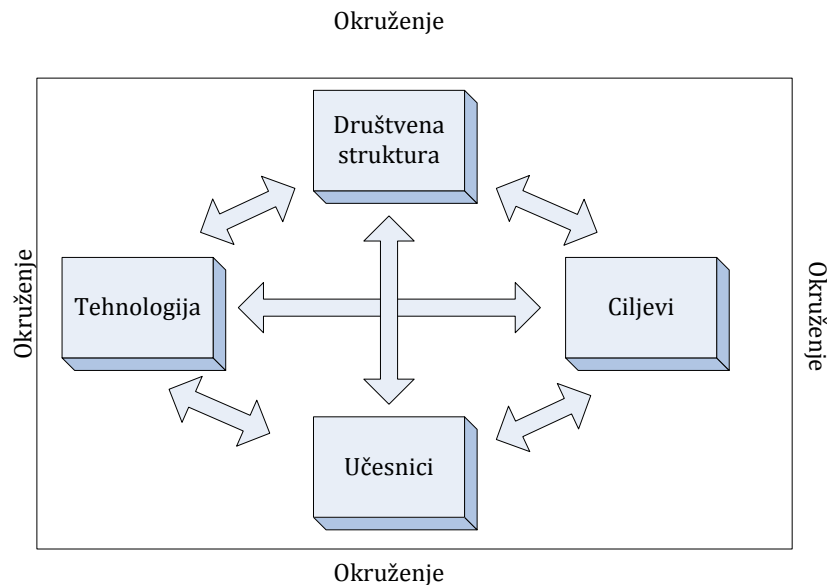 Okruženje
Društvena
struktura
Okruženje
Tehnologija
Ciljevi
Okruženje
Učesnici
Okruženje